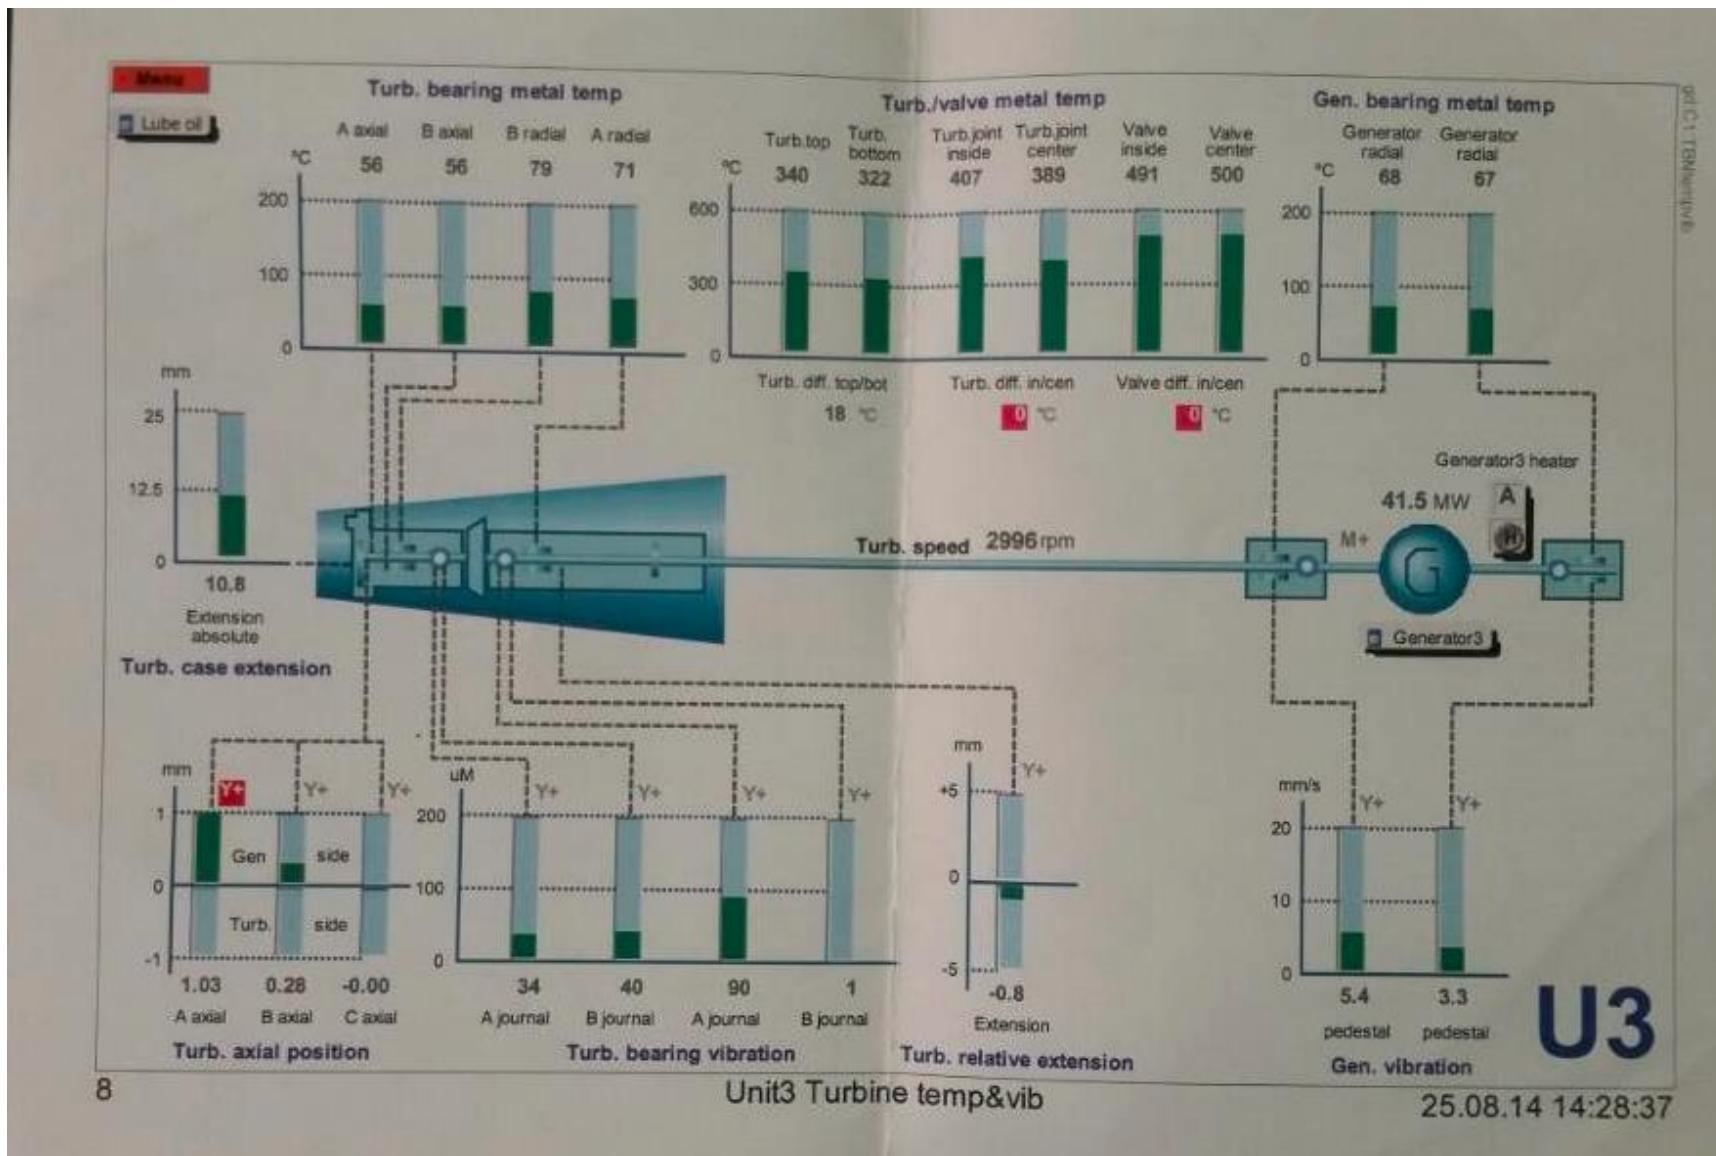 Menu
Lube oil
Turb. bearing metal temp
A axial B axial B radial A radial
°C 56 56 79 71
200
100
0
Turb./valve metal temp
Turb.top Turb. bottom Turb.joint inside Turb.joint center Valve inside Valve center
°C 340 322 407 389 491 500
600
300
0
Turb. diff. top/bot Turb. diff. in/cen Valve diff. in/cen
18 °C 0 °C 0 °C
Gen. bearing metal temp
Generator radial Generator radial
°C 68 67
200
100
0
mm
25
12.5
0
10.8
Extension
absolute
Turb. case extension
Turb. speed 2996 rpm
Generator3 heater
41.5 MW A
H
M+
G
Generator3
mm
Y+ Y+ Y+
1
Gen side
0
Turb. side
-1
1.03 0.28 -0.00
A axial B axial C axial
Turb. axial position
uM
Y+ Y+ Y+ Y+
200
100
0
34 40 90 1
A journal B journal A journal B journal
Turb. bearing vibration
mm
Y+
+5
0
-5
-0.8
Extension
Turb. relative extension
mm/s
Y+ Y+
20
10
0
5.4 3.3
pedestal pedestal
Gen. vibration
U3
8 Unit3 Turbine temp&vib 25.08.14 14:28:37